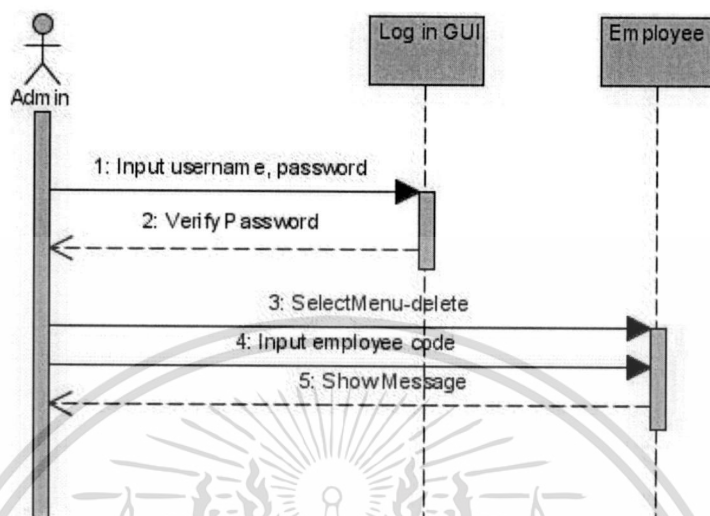 Log in GUI
Employee
Admin
1: Input username, password
2: Verify Password
3: SelectMenu-delete
4: Input employee code
5: ShowMessage